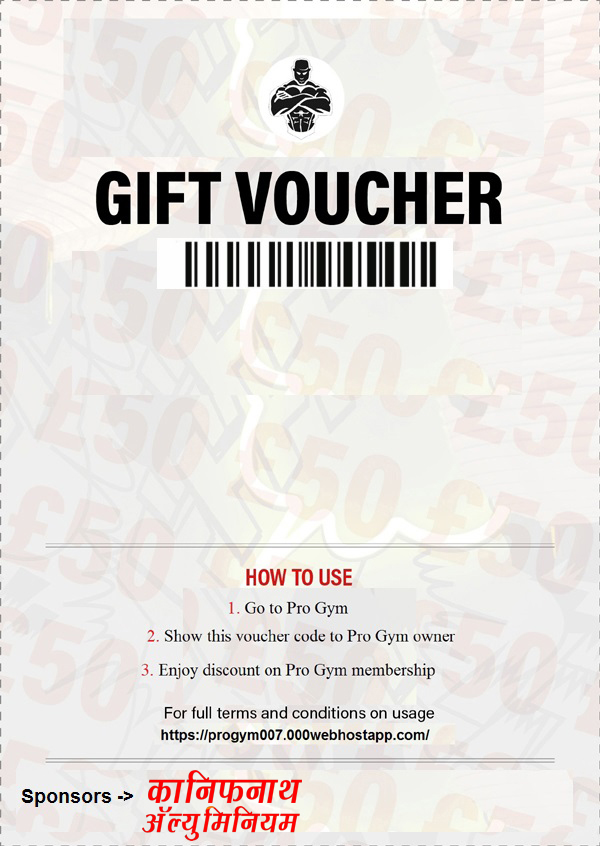 GIFT VOUCHER
HOW TO USE
1. Go to Pro Gym
2. Show this voucher code to Pro Gym owner
3. Enjoy discount on Pro Gym membership
For full terms and conditions on usage
https://progym007.000webhostapp.com/
Sponsors -> कानिफनाथ
ॲल्युमिनियम
£50